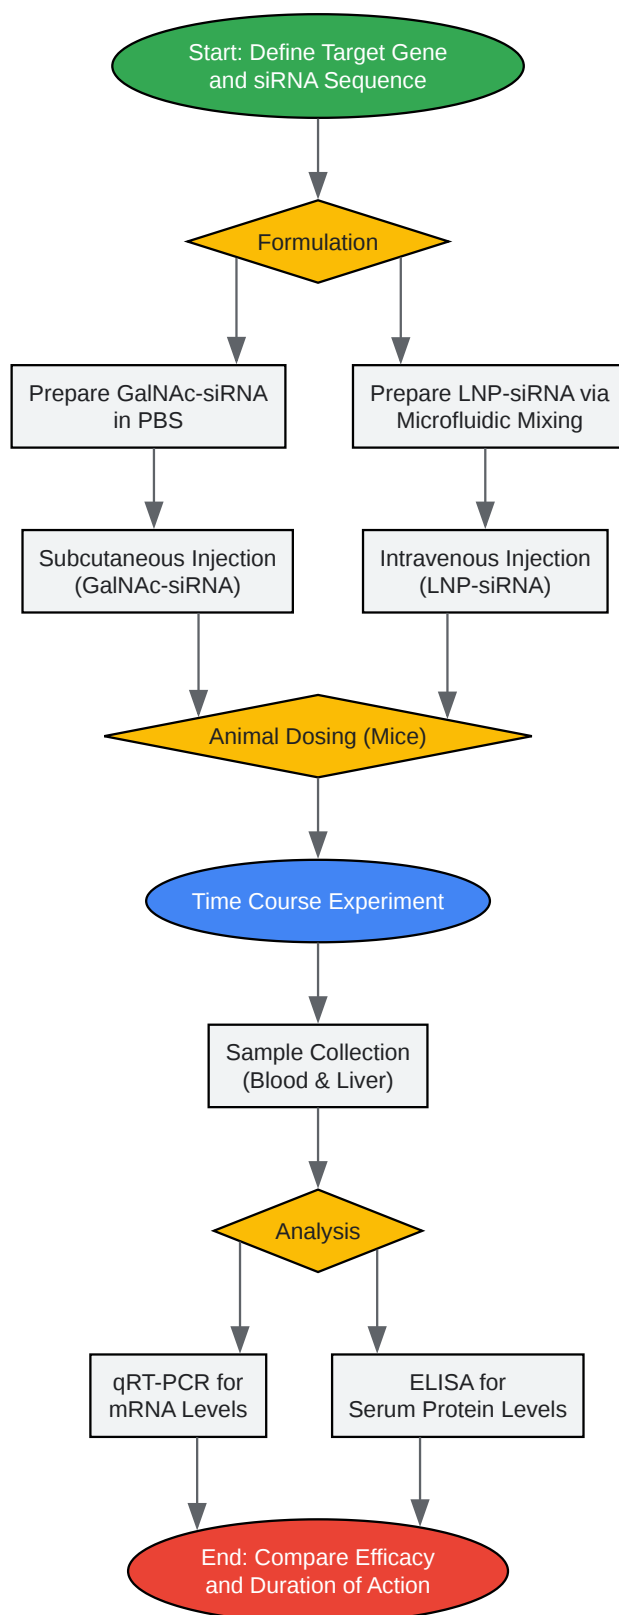 Start: Define Target Gene
and siRNA Sequence
Formulation
Prepare GalNAc-siRNA
in PBS
Prepare LNP-siRNA via
Microfluidic Mixing
Subcutaneous Injection
(GalNAc-siRNA)
Intravenous Injection
(LNP-siRNA)
Animal Dosing (Mice)
Time Course Experiment
Sample Collection
(Blood & Liver)
Analysis
qRT-PCR for
mRNA Levels
ELISA for
Serum Protein Levels
End: Compare Efficacy
and Duration of Action